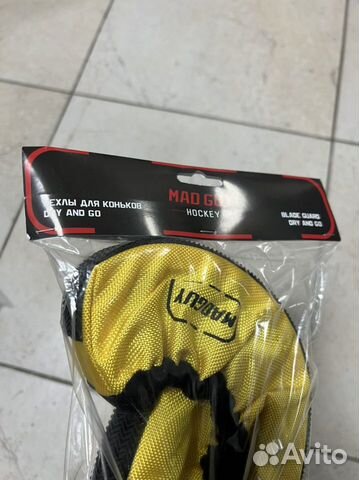 ЧЕХЛЫ ДЛЯ КОНЬКОВ
DRY AND GO
MAD GUY
HOCKEY
BLADE GUARD
DRY AND GO
MADGUY
Avito